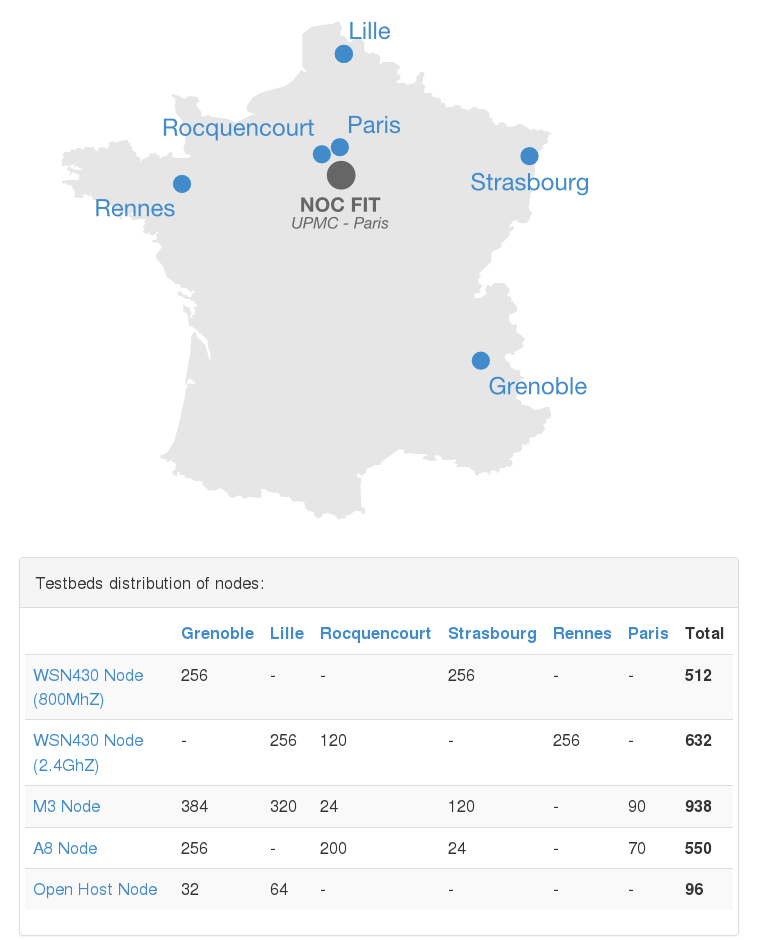 Lille
Rocquencourt
Paris
Strasbourg
Rennes
NOC FIT
UPMC - Paris
Grenoble
Testbeds distribution of nodes:
Grenoble Lille Rocquencourt Strasbourg Rennes Paris Total
WSN430 Node (800MhZ) 256 - - 256 - - 512
WSN430 Node (2.4GhZ) - 256 120 - 256 - 632
M3 Node 384 320 24 120 - 90 938
A8 Node 256 - 200 24 - 70 550
Open Host Node 32 64 - - - - 96